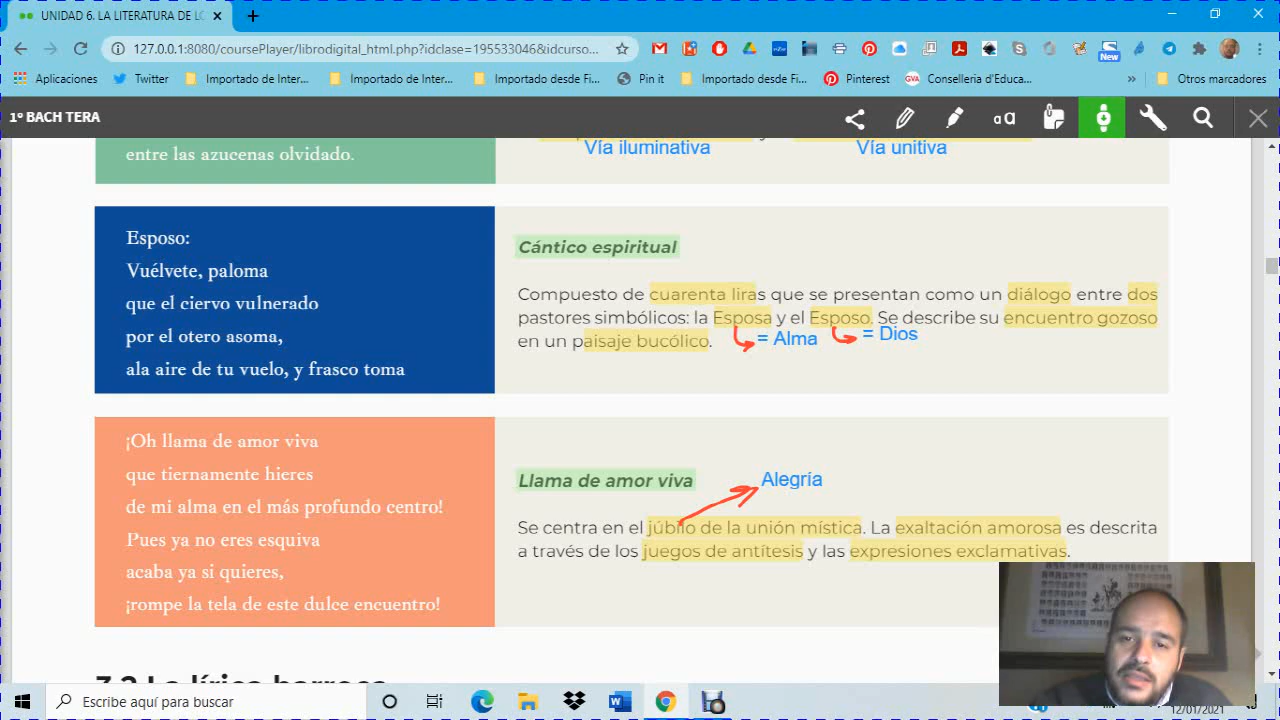 UNIDAD 6. LA LITERATURA DE LO
127.0.0.1:8080/coursePlayer/librodigital_html.php?idclase=195533046&idcurso...
New
Aplicaciones Twitter Importado de Inter... Importado de Inter... Importado desde Fi... Pin it Importado desde Fi... Pinterest GVA Conselleria d'Educa... » Otros marcadores
1º BACH TERA
aA
entre las azucenas olvidado.
Vía iluminativa Vía unitiva
Esposo:
Vuélvete, paloma
que el ciervo vulnerado
por el otero asoma,
ala aire de tu vuelo, y frasco toma
Cántico espiritual
Compuesto de cuarenta liras que se presentan como un diálogo entre dos
pastores simbólicos: la Esposa y el Esposo. Se describe su encuentro gozoso
en un paisaje bucólico.
= Alma = Dios
¡Oh llama de amor viva
que tiernamente hieres
de mi alma en el más profundo centro!
Pues ya no eres esquiva
acaba ya si quieres,
¡rompe la tela de este dulce encuentro!
Llama de amor viva
Alegría
Se centra en el júbilo de la unión mística. La exaltación amorosa es descrita
a través de los juegos de antítesis y las expresiones exclamativas.
Escribe aquí para buscar
12/01/2021